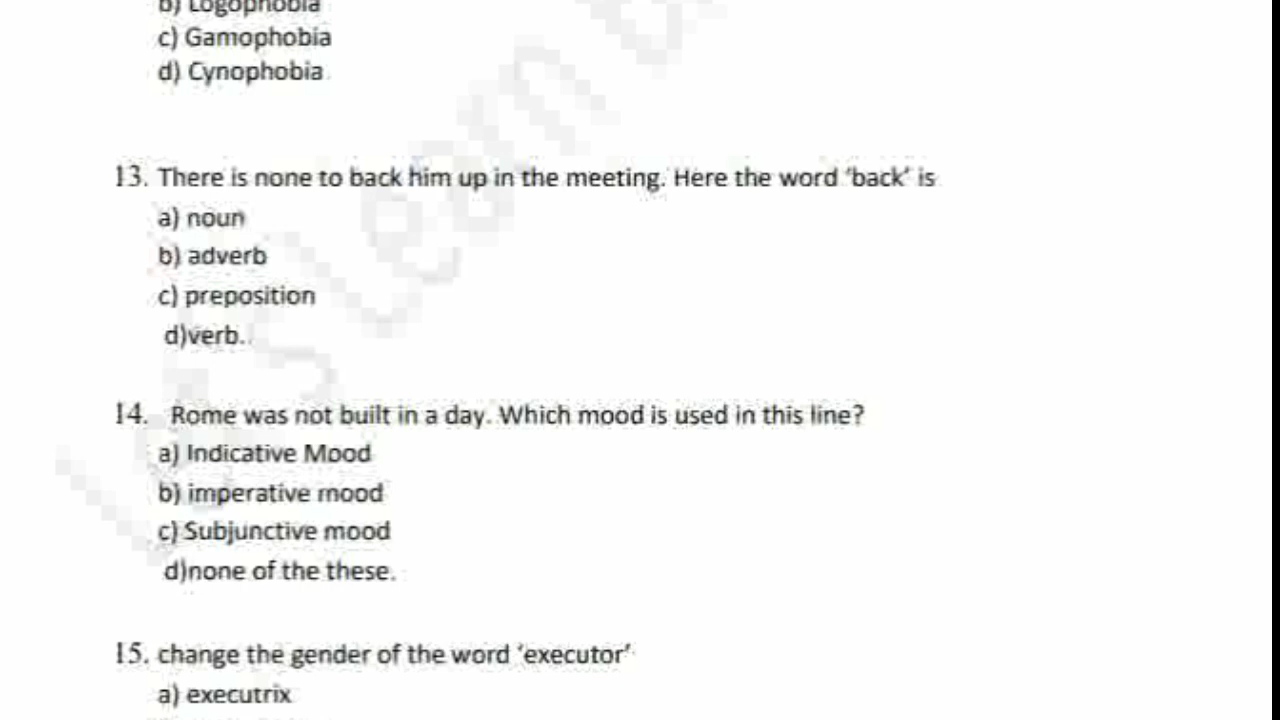 b) Logophobia
c) Gamophobia
d) Cynophobia
13. There is none to back him up in the meeting. Here the word ‘back’ is
a) noun
b) adverb
c) preposition
d)verb.
14. Rome was not built in a day. Which mood is used in this line?
a) Indicative Mood
b) imperative mood
c) Subjunctive mood
d)none of the these.
15. change the gender of the word ‘executor’
a) executrix